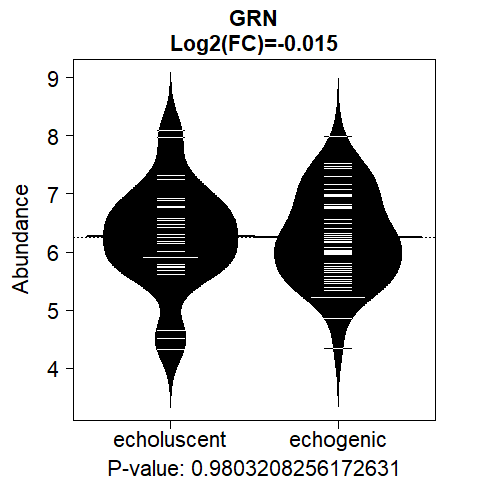 GRN
Log2(FC)=-0.015
Abundance
9
8
7
6
5
4
echoluscent echogenic
P-value: 0.9803208256172631